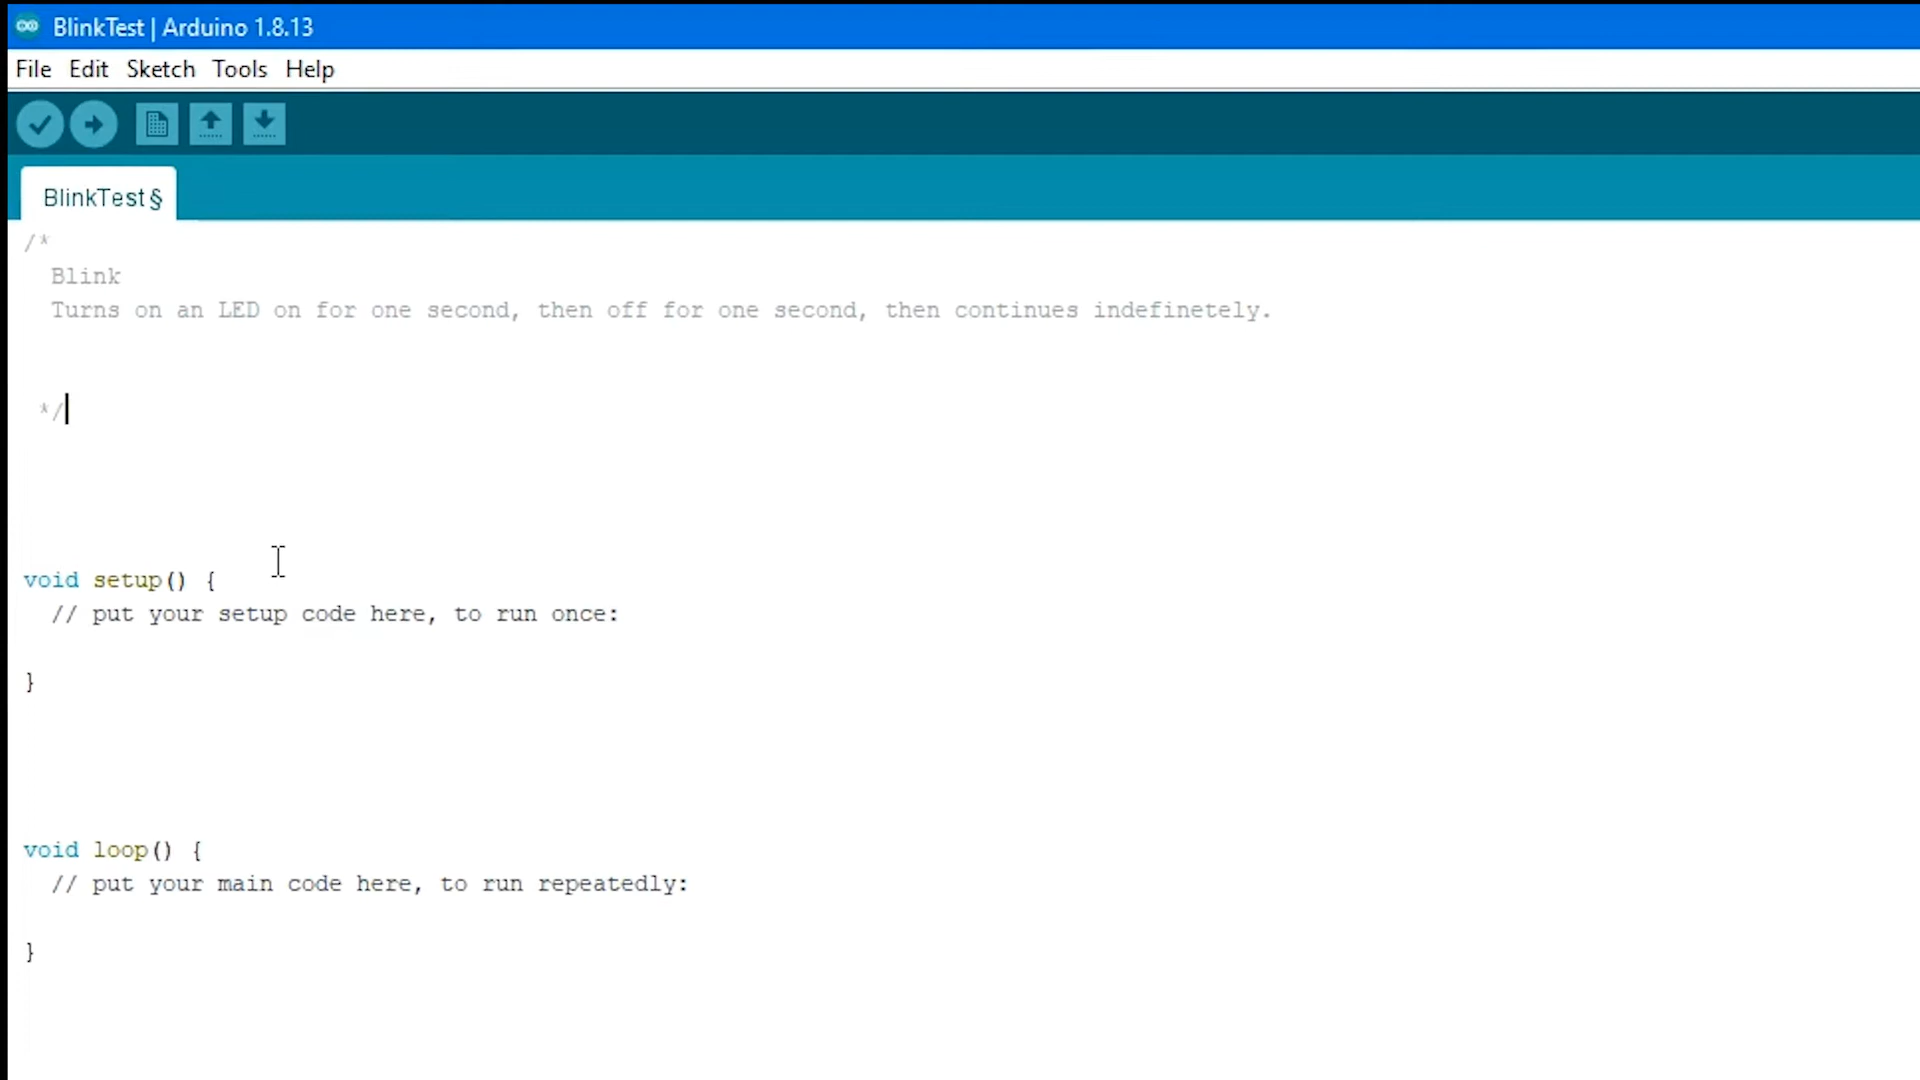 BlinkTest | Arduino 1.8.13
File Edit Sketch Tools Help
BlinkTest §
/*
Blink
Turns on an LED on for one second, then off for one second, then continues indefinetely.
*/
void setup() {
// put your setup code here, to run once:
}
void loop() {
// put your main code here, to run repeatedly:
}